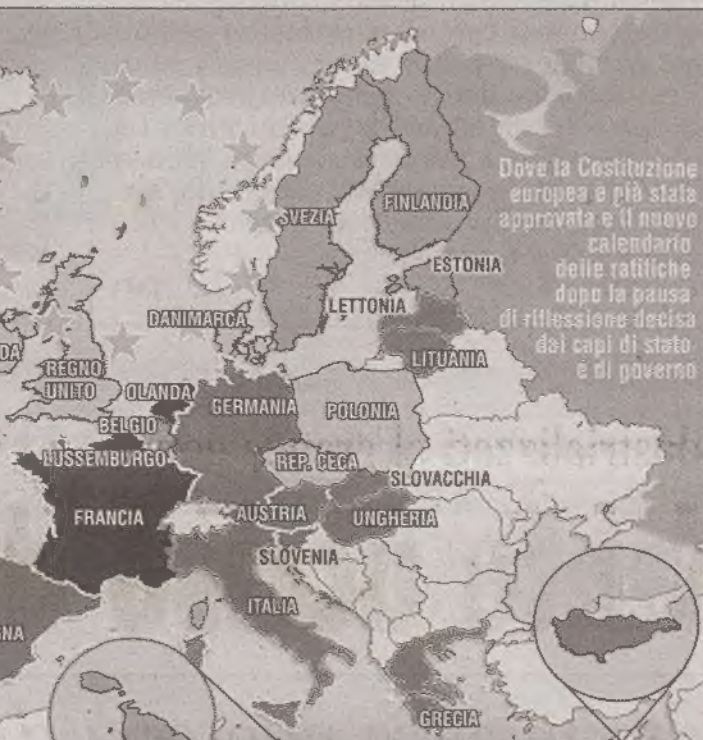 Dove la Costituzione
europea è già stata
approvata e il nuovo
calendario
delle ratifiche
dopo la pausa
di riflessione decisa
dai capi di stato
e di governo
SVEZIA
FINLANDIA
ESTONIA
LETTONIA
DANIMARCA
LITUANIA
DA
REGNO
UNITO
OLANDA
GERMANIA
POLONIA
BELGIO
LUSSEMBURGO
REP. CECA
SLOVACCHIA
FRANCIA
AUSTRIA
UNGHERIA
SLOVENIA
ITALIA
GNA
GRECIA